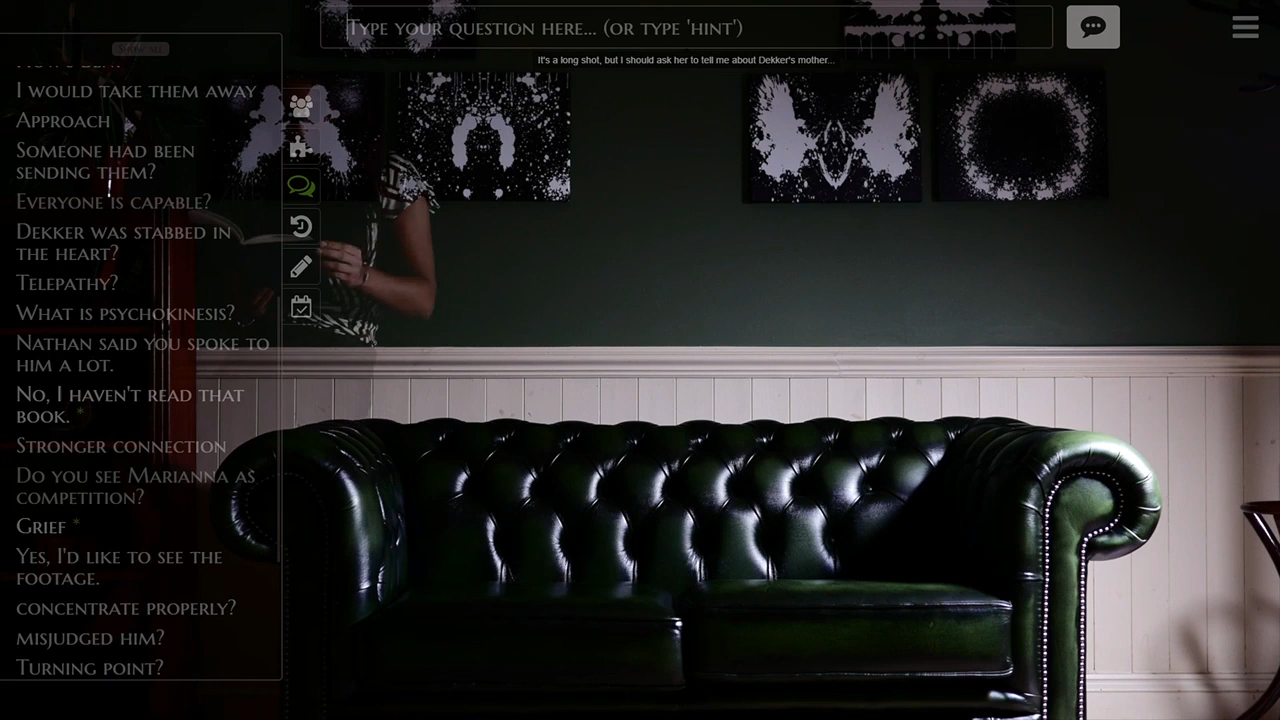 Type your question here... (or type 'hint')
It's a long shot, but I should ask her to tell me about Dekker's mother...
Show all
I would take them away
Approach
Someone had been
sending them?
Everyone is capable?
Dekker was stabbed in
the heart?
Telepathy?
What is psychokinesis?
Nathan said you spoke to
him a lot.
No, I haven't read that
book. *
Stronger connection
Do you see Marianna as
competition?
Grief *
Yes, I'd like to see the
footage.
concentrate properly?
misjudged him?
Turning point?